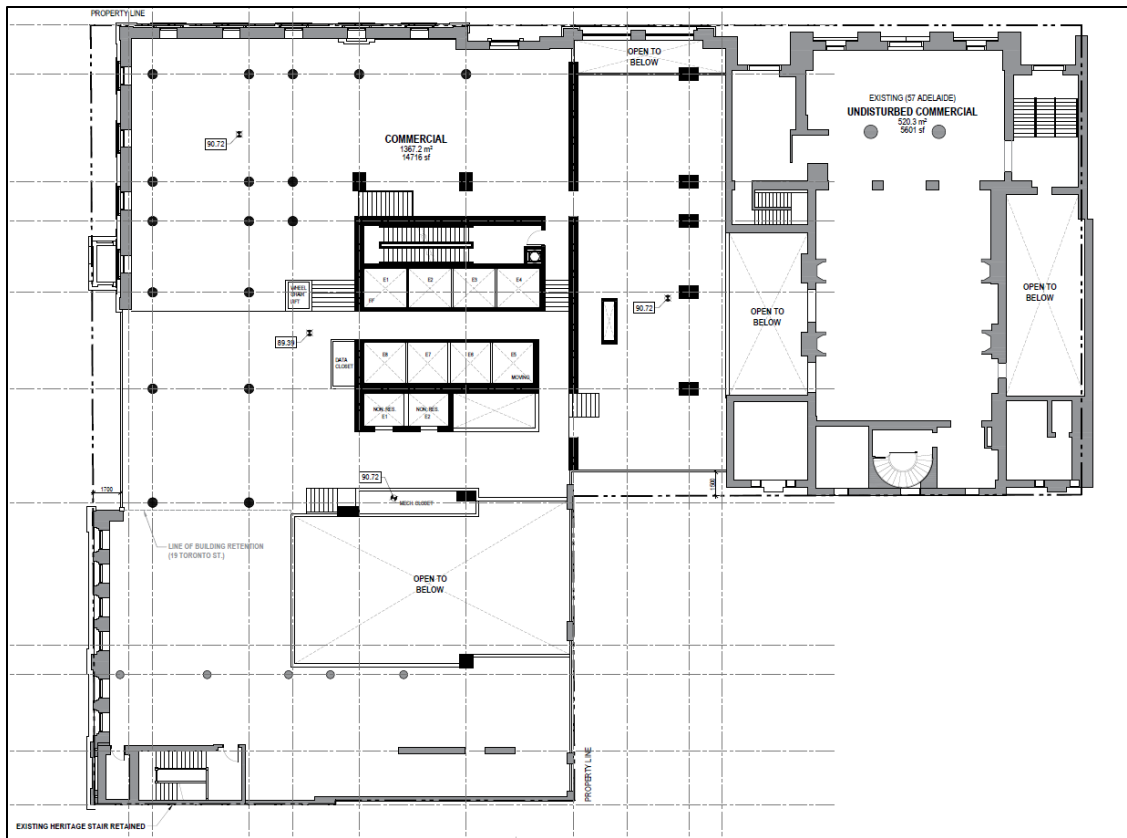 PROPERTY LINE
OPEN TO
BELOW
EXISTING (57 ADELAIDE)
UNDISTURBED COMMERCIAL
520.3 m²
5601 sf
COMMERCIAL
1367.2 m²
14716 sf
90.72
E1
E2
E3
E4
FF
WHEEL
CHAIR
LIFT
OPEN TO
BELOW
OPEN TO
BELOW
90.72
89.39
DATA
CLOSET
E8
E7
E6
E5
MOVING
NON. RES.
E1
NON. RES.
E2
90.72
MECH CLOSET
1700
1500
LINE OF BUILDING RETENTION
(19 TORONTO ST.)
OPEN TO
BELOW
PROPERTY LINE
EXISTING HERITAGE STAIR RETAINED